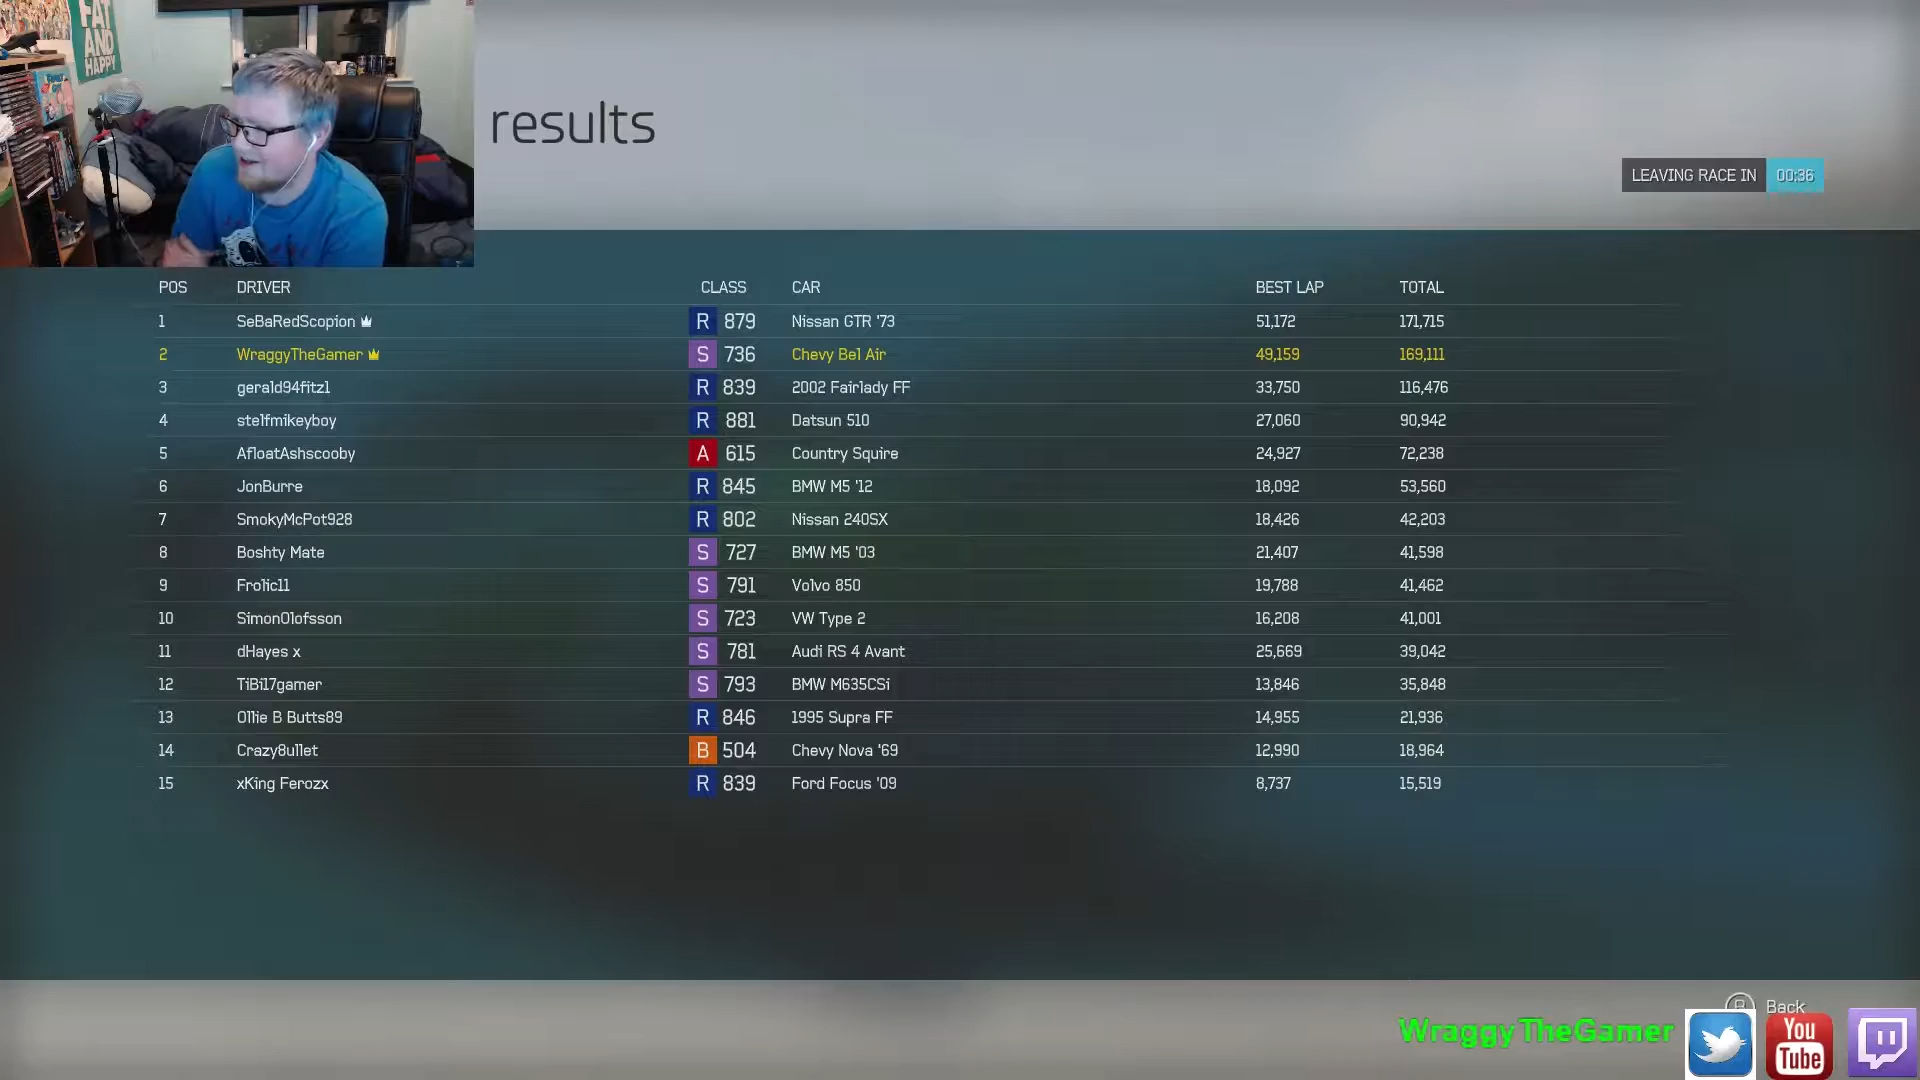 FAT
AND
HAPPY
results
LEAVING RACE IN 00:36
POS DRIVER CLASS CAR BEST LAP TOTAL
1 SeBaRedScopion R 879 Nissan GTR '73 51,172 171,715
2 WraggyTheGamer S 736 Chevy Bel Air 49,159 169,111
3 gerald94fitz1 R 839 2002 Fairlady FF 33,750 116,476
4 stelfmikeyboy R 881 Datsun 510 27,060 90,942
5 AfloatAshscooby A 615 Country Squire 24,927 72,238
6 JonBurre R 845 BMW M5 '12 18,092 53,560
7 SmokyMcPot928 R 802 Nissan 240SX 18,426 42,203
8 Boshty Mate S 727 BMW M5 '03 21,407 41,598
9 Frolic11 S 791 Volvo 850 19,788 41,462
10 SimonOlofsson S 723 VW Type 2 16,208 41,001
11 dHayes x S 781 Audi RS 4 Avant 25,669 39,042
12 TiBi17gamer S 793 BMW M635CSi 13,846 35,848
13 Ollie B Butts89 R 846 1995 Supra FF 14,955 21,936
14 Crazy8ullet B 504 Chevy Nova '69 12,990 18,964
15 xKing Ferozx R 839 Ford Focus '09 8,737 15,519
B Back
WraggyTheGamer
You
Tube